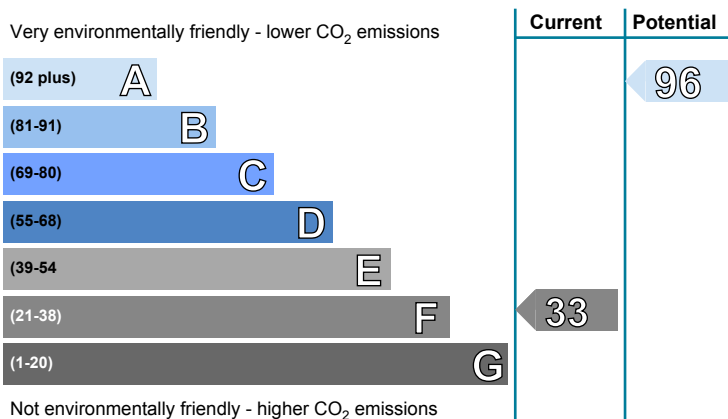 Current Potential
Very environmentally friendly - lower CO2 emissions
(92 plus) A 96
(81-91) B
(69-80) C
(55-68) D
(39-54 E
(21-38) F 33
(1-20) G
Not environmentally friendly - higher CO2 emissions